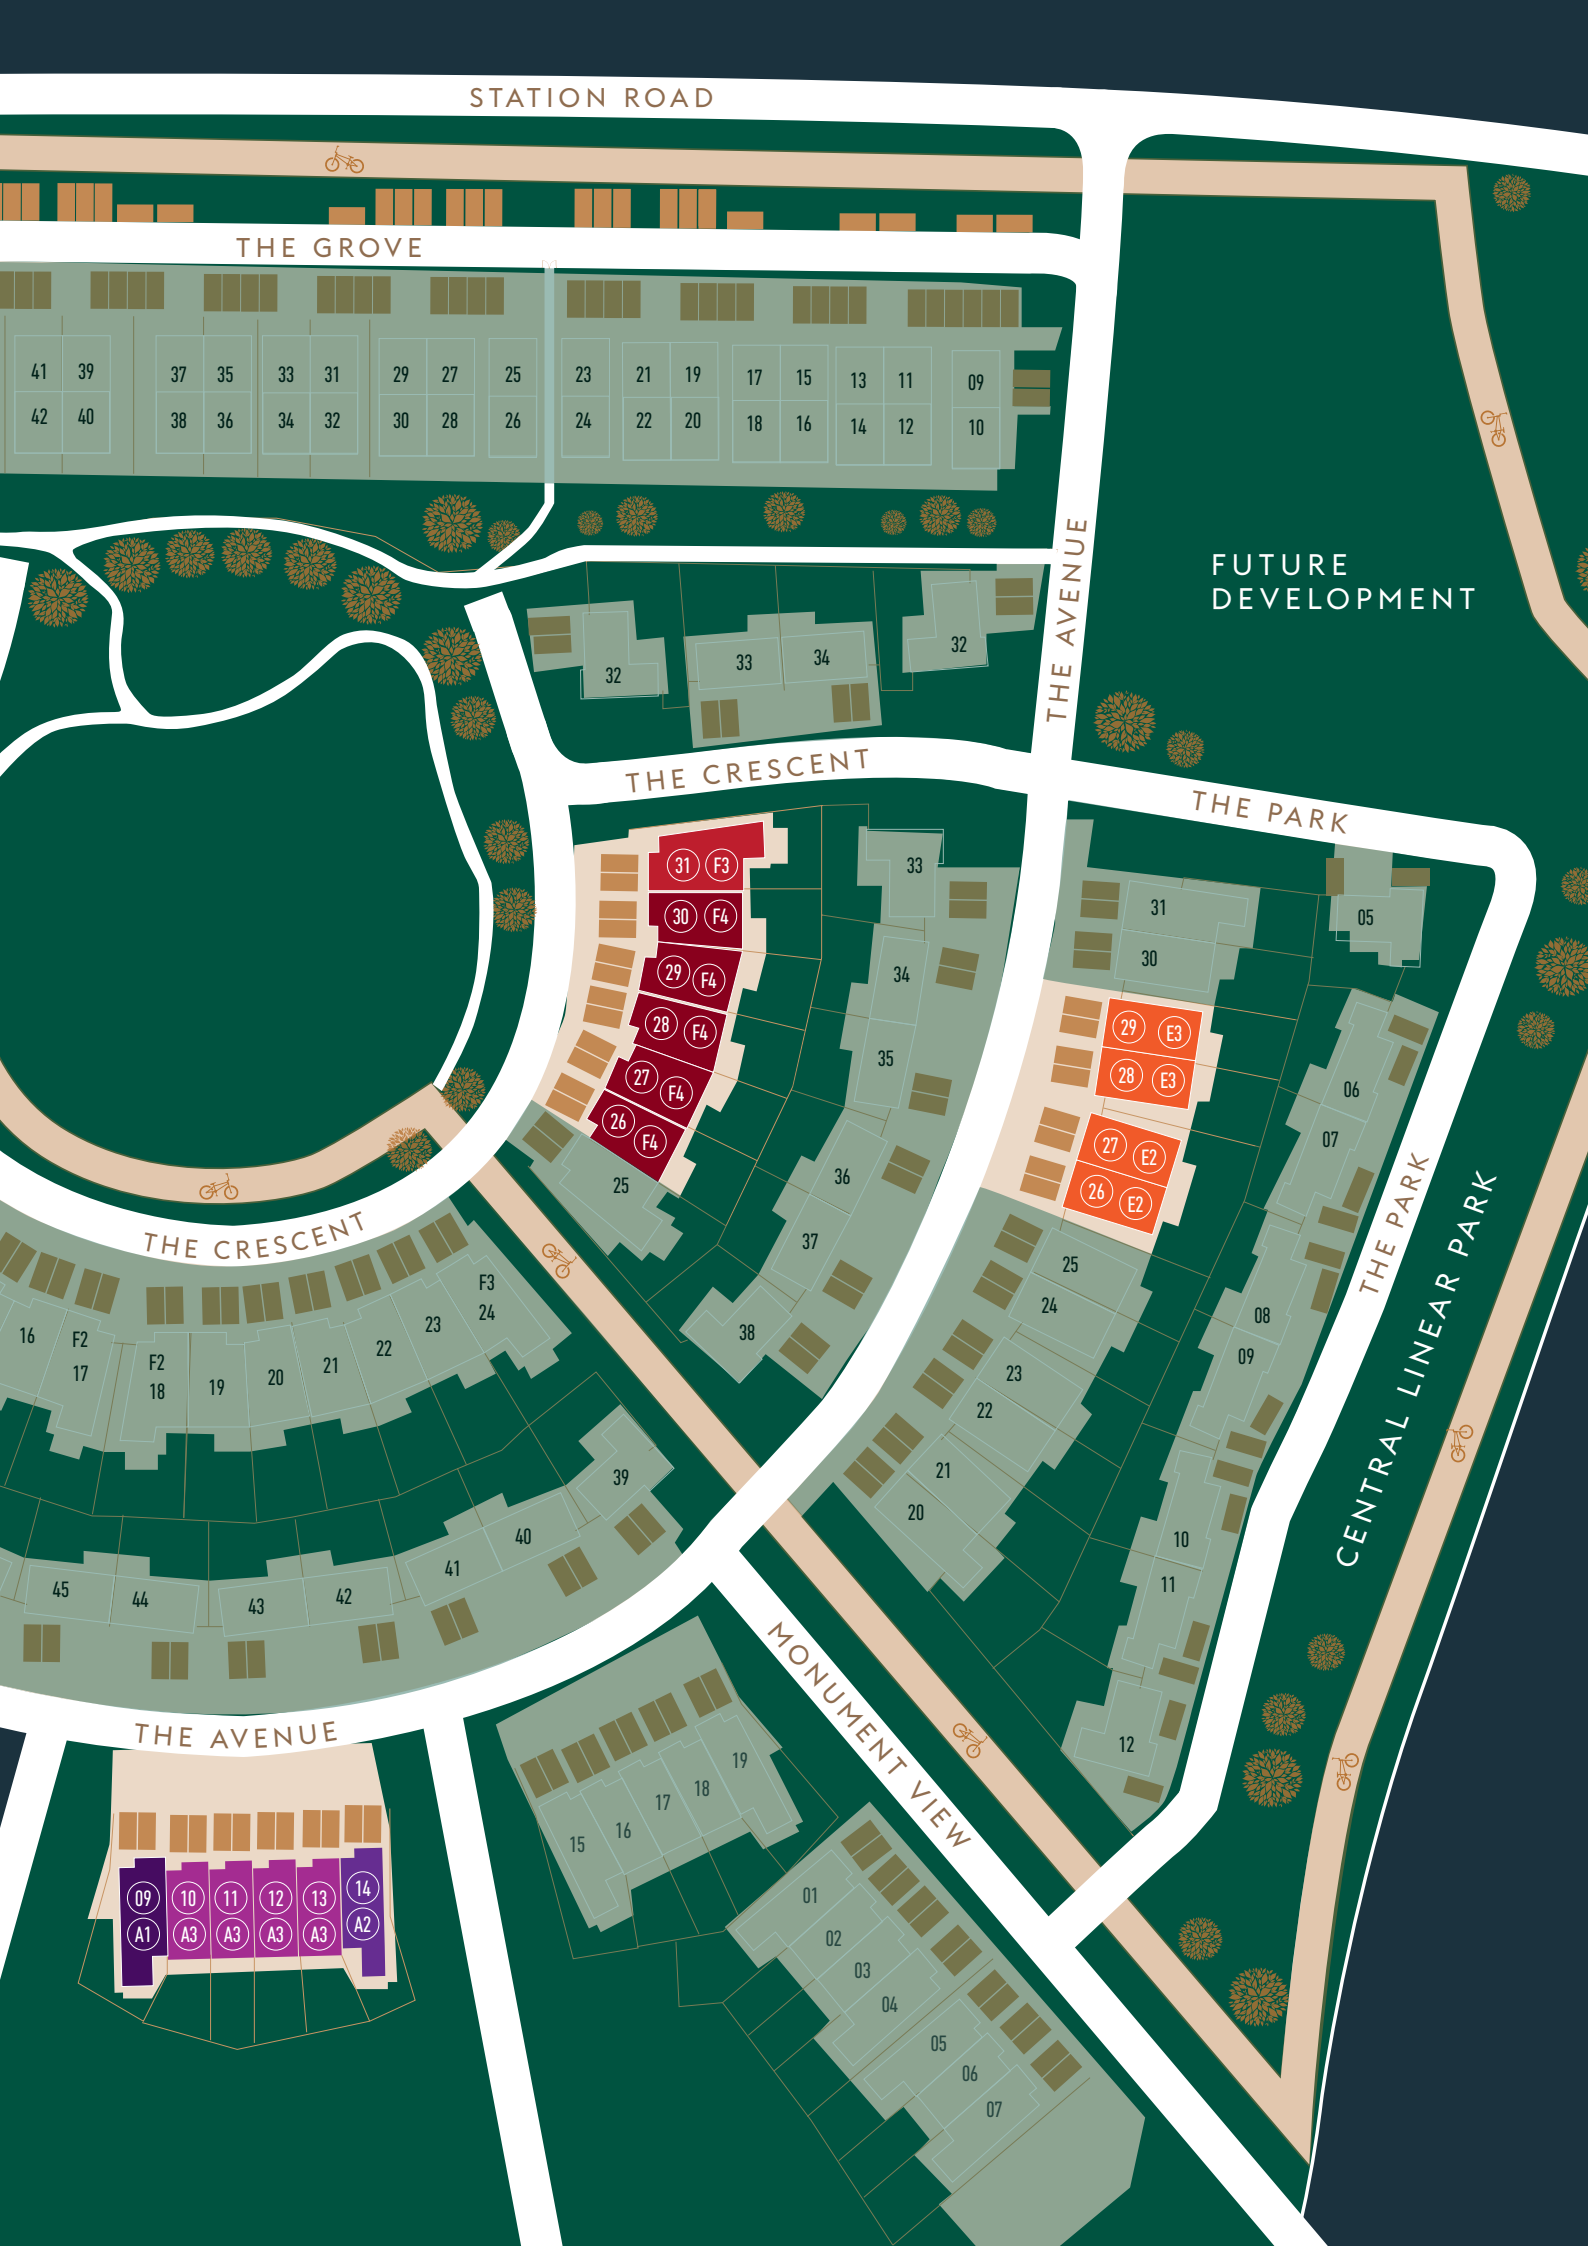 STATION ROAD
THE GROVE
41 39 37 35 33 31 29 27 25 23 21 19 17 15 13 11 09
42 40 38 36 34 32 30 28 26 24 22 20 18 16 14 12 10
THE AVENUE
FUTURE
DEVELOPMENT
32 33 34 32
THE CRESCENT
THE PARK
31 F3
30 F4
29 F4
28 F4
27 F4
26 F4
25
33
34
35
36
37
38
31
30
29 E3
28 E3
27 E2
26 E2
25
24
23
22
21
20
05
06
07
08
09
10
11
12
THE PARK
CENTRAL LINEAR PARK
THE CRESCENT
16
F2
17
F2
18
19
20
21
22
23
F3
24
39
40
41
42
43
44
45
THE AVENUE
MONUMENT VIEW
09 10 11 12 13 14
A1 A3 A3 A3 A3 A2
15
16
17
18
19
01
02
03
04
05
06
07